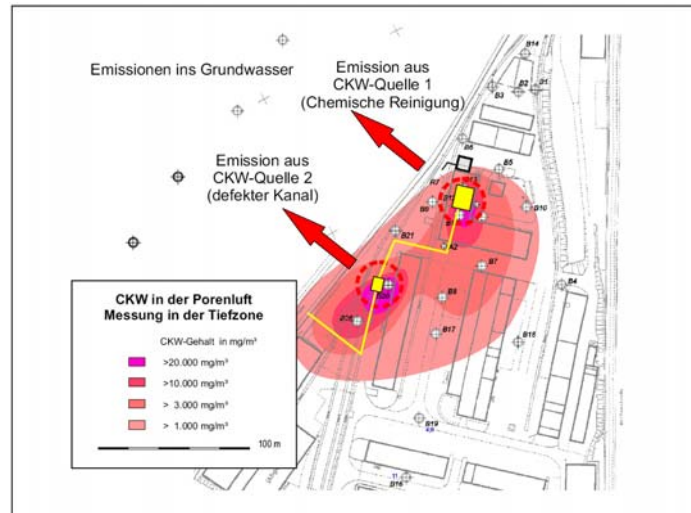 Emissionen ins Grundwasser
Emission aus
CKW-Quelle 1
(Chemische Reinigung)
Emission aus
CKW-Quelle 2
(defekter Kanal)
B14
B3
B2
B6
B5
B9
B10
B21
A2
B7
B4
B8
B17
B19
B16
CKW in der Porenluft
Messung in der Tiefzone
CKW-Gehalt in mg/m³
>20.000 mg/m³
>10.000 mg/m³
> 3.000 mg/m³
> 1.000 mg/m³
100 m